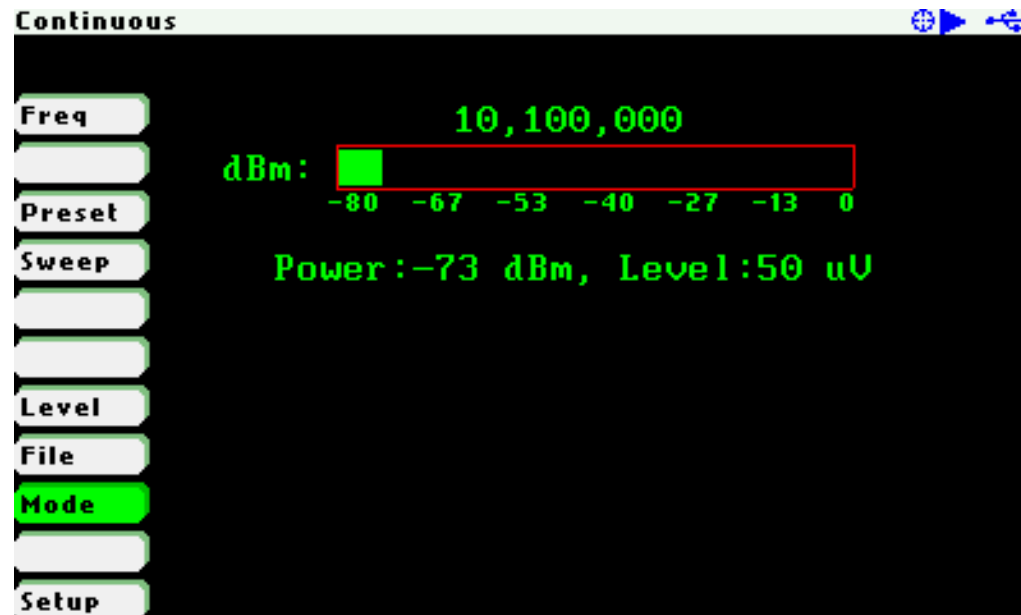 Continuous
Freq
10,100,000
dBm:
-80 -67 -53 -40 -27 -13 0
Preset
Sweep
Power:-73 dBm, Level:50 uV
Level
File
Mode
Setup